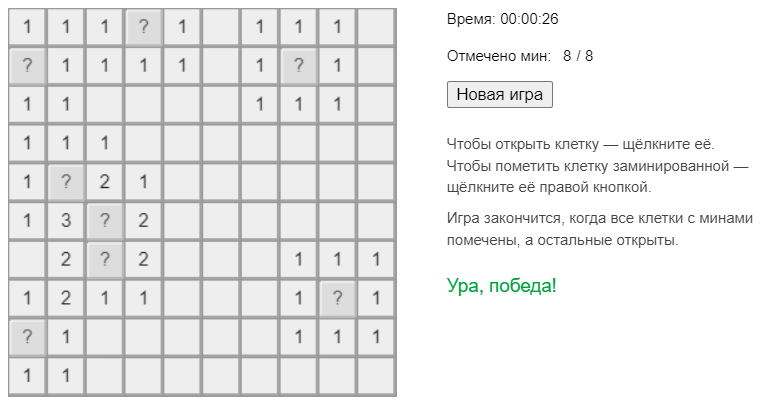 1 1 1 ? 1 1 1 1
? 1 1 1 1 1 ? 1
1 1 1 1 1
1 1 1
1 ? 2 1
1 3 ? 2
2 ? 2 1 1 1
1 2 1 1 1 ? 1
? 1 1 1 1
1 1
Время: 00:00:26
Отмечено мин: 8 / 8
Новая игра
Чтобы открыть клетку — щёлкните её.
Чтобы пометить клетку заминированной —
щёлкните её правой кнопкой.
Игра закончится, когда все клетки с минами
помечены, а остальные открыты.
Ура, победа!